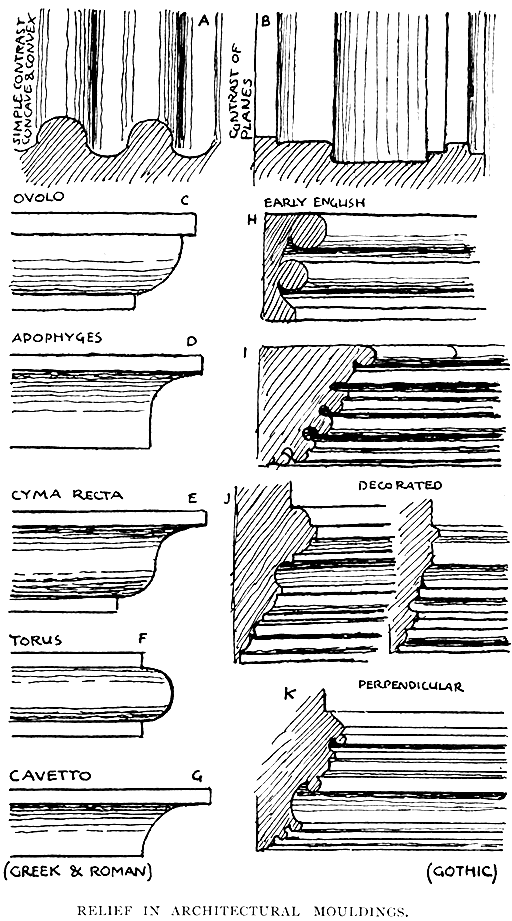 SIMPLE CONTRAST
CONCAVE & CONVEX
A
CONTRAST OF
PLANES
B
OVOLO C
APOPHYGES D
CYMA RECTA E
TORUS F
CAVETTO G
(GREEK & ROMAN)
EARLY ENGLISH
H
I
DECORATED
J
PERPENDICULAR
K
(GOTHIC)
RELIEF IN ARCHITECTURAL MOULDINGS.